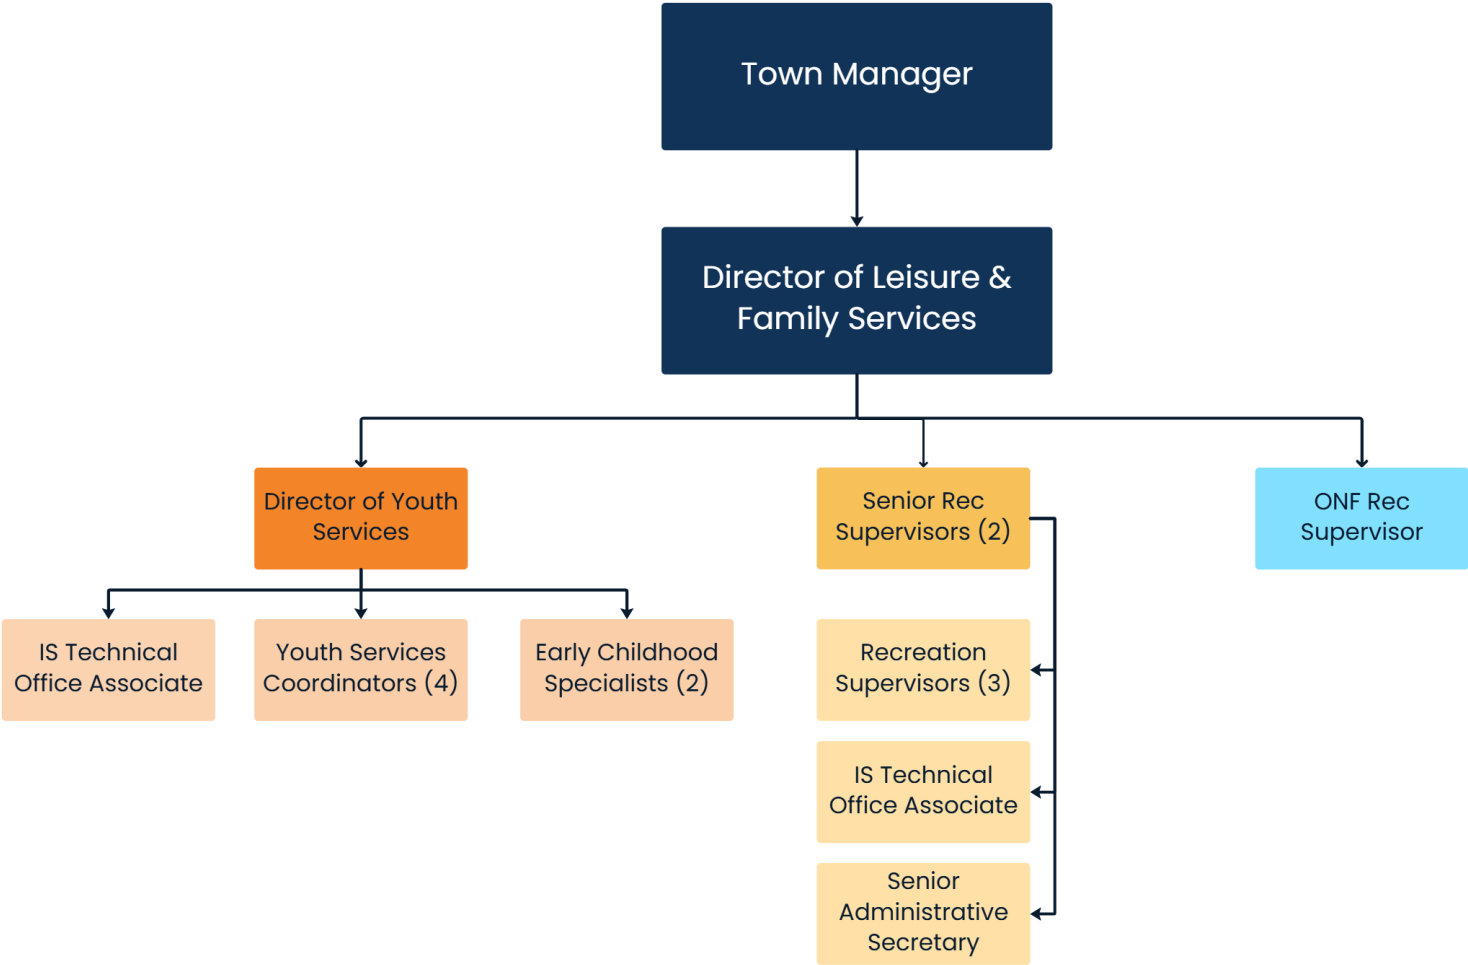 Town Manager
Director of Leisure &
Family Services
Director of Youth
Services
Senior Rec
Supervisors (2)
ONF Rec
Supervisor
IS Technical
Office Associate
Youth Services
Coordinators (4)
Early Childhood
Specialists (2)
Recreation
Supervisors (3)
IS Technical
Office Associate
Senior
Administrative
Secretary